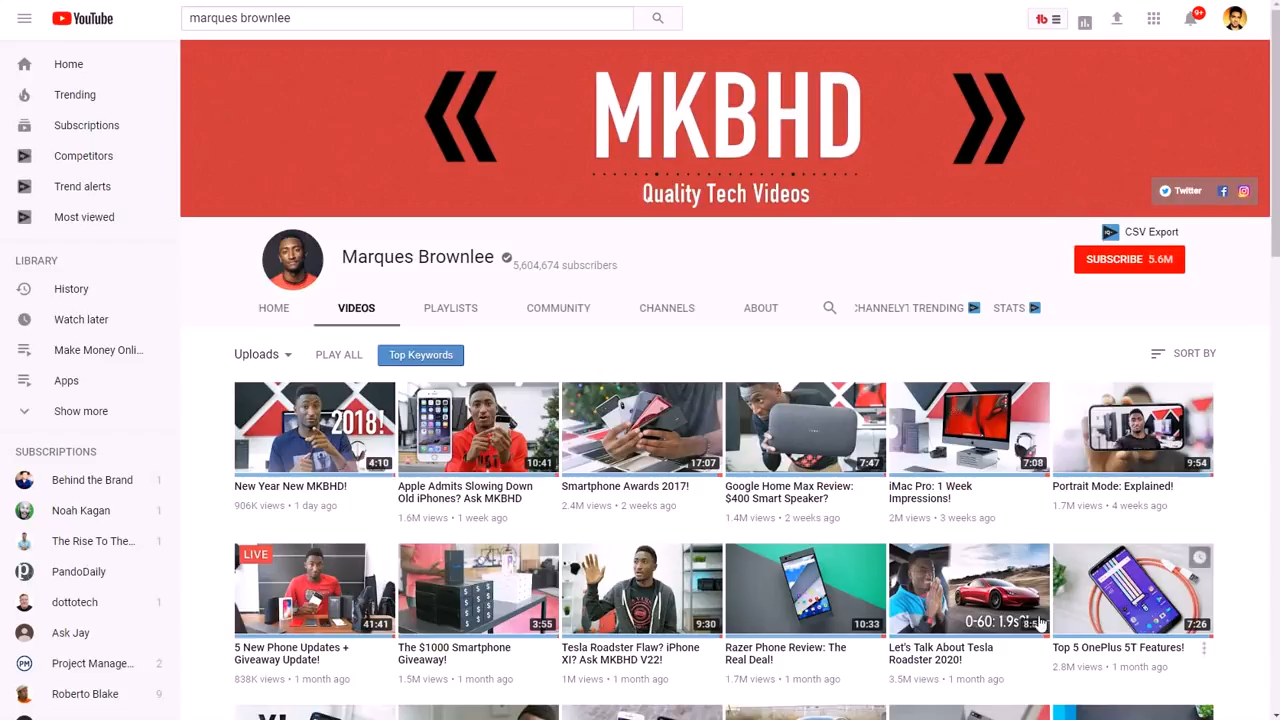 YouTube
marques brownlee
tb
9+
Home
Trending
Subscriptions
Competitors
Trend alerts
Most viewed
LIBRARY
History
Watch later
Make Money Onli...
Apps
Show more
SUBSCRIPTIONS
Behind the Brand 1
Noah Kagan 1
The Rise To The... 1
PandoDaily
dottotech 1
Ask Jay
PM Project Manage... 2
Roberto Blake 9
MKBHD
Quality Tech Videos
Twitter
Marques Brownlee
5,604,674 subscribers
CSV Export
SUBSCRIBE 5.6M
HOME
VIDEOS
PLAYLISTS
COMMUNITY
CHANNELS
ABOUT
TRENDING
STATS
Uploads
PLAY ALL
Top Keywords
SORT BY
2018!
4:10
New Year New MKBHD!
906K views • 1 day ago
10:41
Apple Admits Slowing Down
Old iPhones? Ask MKBHD
1.6M views • 1 week ago
17:07
Smartphone Awards 2017!
2.4M views • 2 weeks ago
7:47
Google Home Max Review:
$400 Smart Speaker?
1.4M views • 2 weeks ago
7:08
iMac Pro: 1 Week
Impressions!
2M views • 3 weeks ago
9:54
Portrait Mode: Explained!
1.7M views • 4 weeks ago
LIVE
41:41
5 New Phone Updates +
Giveaway Update!
838K views • 1 month ago
3:55
The $1000 Smartphone
Giveaway!
1.5M views • 1 month ago
9:30
Tesla Roadster Flaw? iPhone
XI? Ask MKBHD V22!
1M views • 1 month ago
10:33
Razer Phone Review: The
Real Deal!
1.7M views • 1 month ago
0-60: 1.9s
Let's Talk About Tesla
Roadster 2020!
3.5M views • 1 month ago
7:26
Top 5 OnePlus 5T Features!
2.8M views • 1 month ago